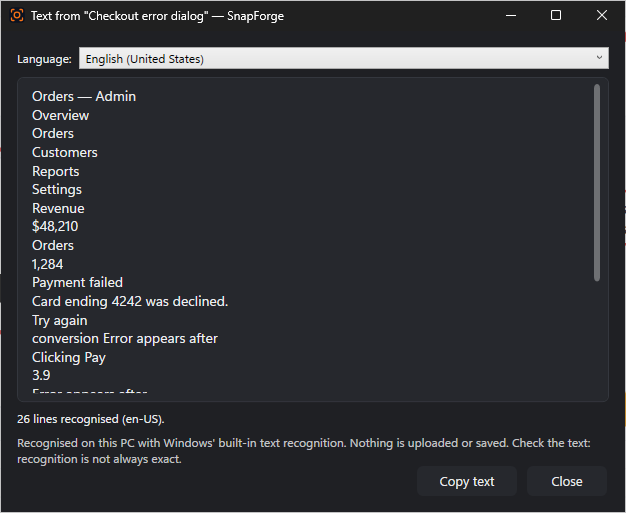 Text from "Checkout error dialog" — SnapForge
Language: English (United States)
Orders — Admin
Overview
Orders
Customers
Reports
Settings
Revenue
$48,210
Orders
1,284
Payment failed
Card ending 4242 was declined.
Try again
conversion Error appears after
Clicking Pay
3.9
Error appears after
26 lines recognised (en-US).
Recognised on this PC with Windows' built-in text recognition. Nothing is uploaded or saved. Check the text:
recognition is not always exact.
Copy text Close